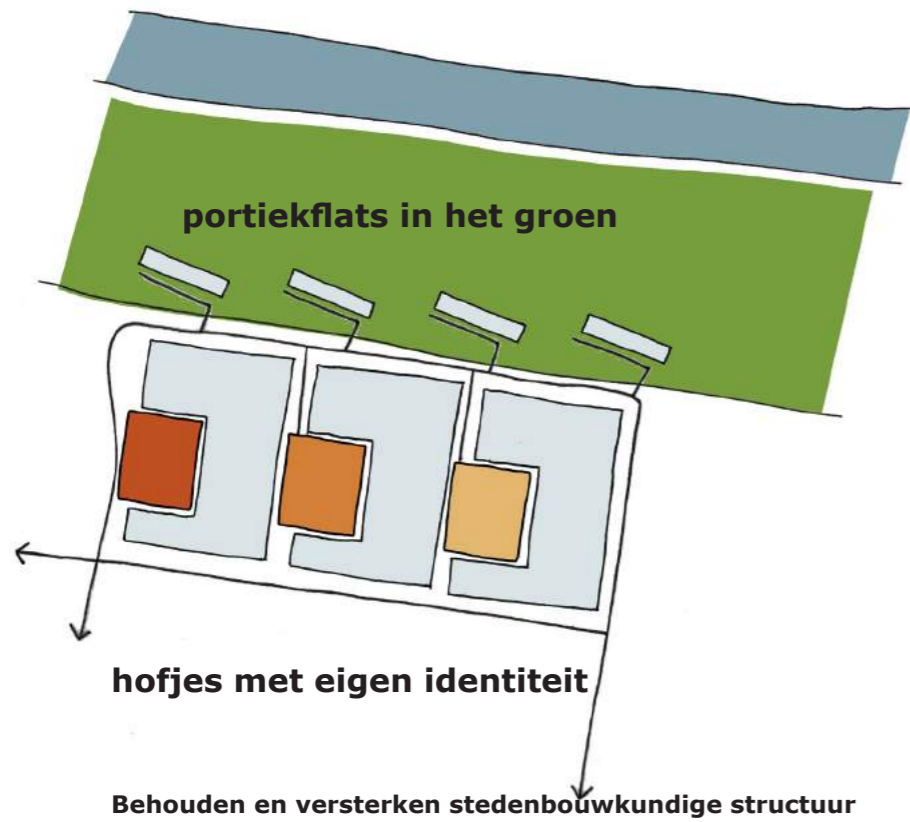 portiekflats in het groen
hofjes met eigen identiteit
Behouden en versterken stedenbouwkundige structuur